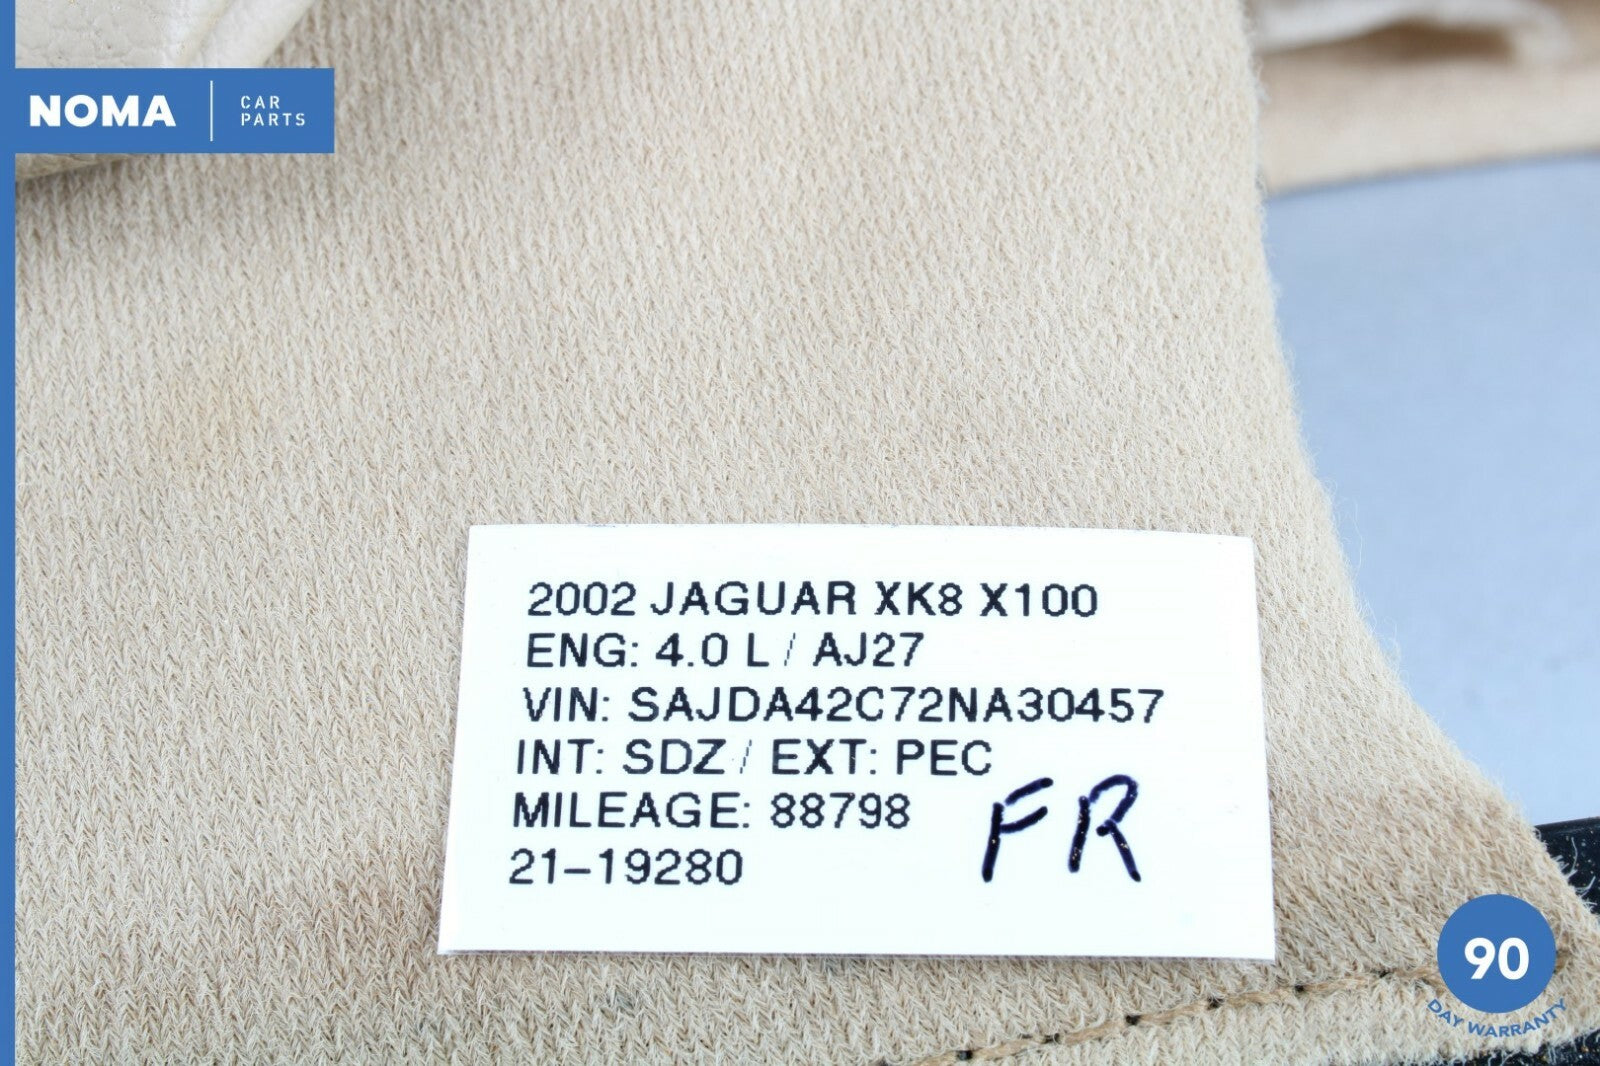 NOMA
CAR
PARTS
2002 JAGUAR XK8 X100
ENG: 4.0 L / AJ27
VIN: SAJDA42C72NA30457
INT: SDZ / EXT: PEC
MILEAGE: 88798
21-19280
FR
90
DAY WARRANTY